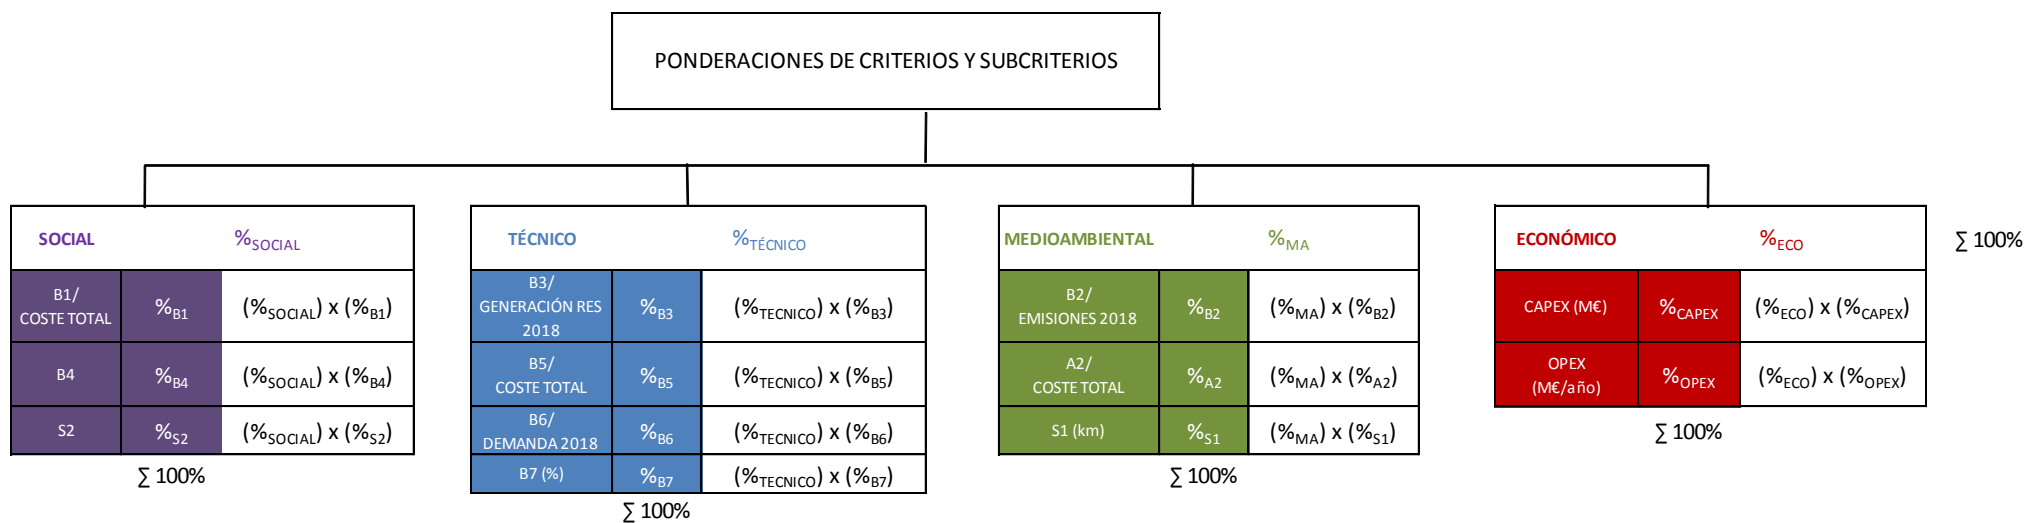 PONDERACIONES DE CRITERIOS Y SUBCRITERIOS
SOCIAL %SOCIAL
B1/
COSTE TOTAL
%B1
(%SOCIAL) x (%B1)
B4 %B4 (%SOCIAL) x (%B4)
S2 %S2 (%SOCIAL) x (%S2)
∑ 100%
TÉCNICO %TÉCNICO
B3/
GENERACIÓN RES
2018
%B3
(%TECNICO) x (%B3)
B5/
COSTE TOTAL
%B5
(%TECNICO) x (%B5)
B6/
DEMANDA 2018
%B6
(%TECNICO) x (%B6)
B7 (%) %B7 (%TECNICO) x (%B7)
∑ 100%
MEDIOAMBIENTAL %MA
B2/
EMISIONES 2018
%B2
(%MA) x (%B2)
A2/
COSTE TOTAL
%A2
(%MA) x (%A2)
S1 (km) %S1 (%MA) x (%S1)
∑ 100%
ECONÓMICO %ECO
CAPEX (M€) %CAPEX (%ECO) x (%CAPEX)
OPEX
(M€/año)
%OPEX
(%ECO) x (%OPEX)
∑ 100%
∑ 100%